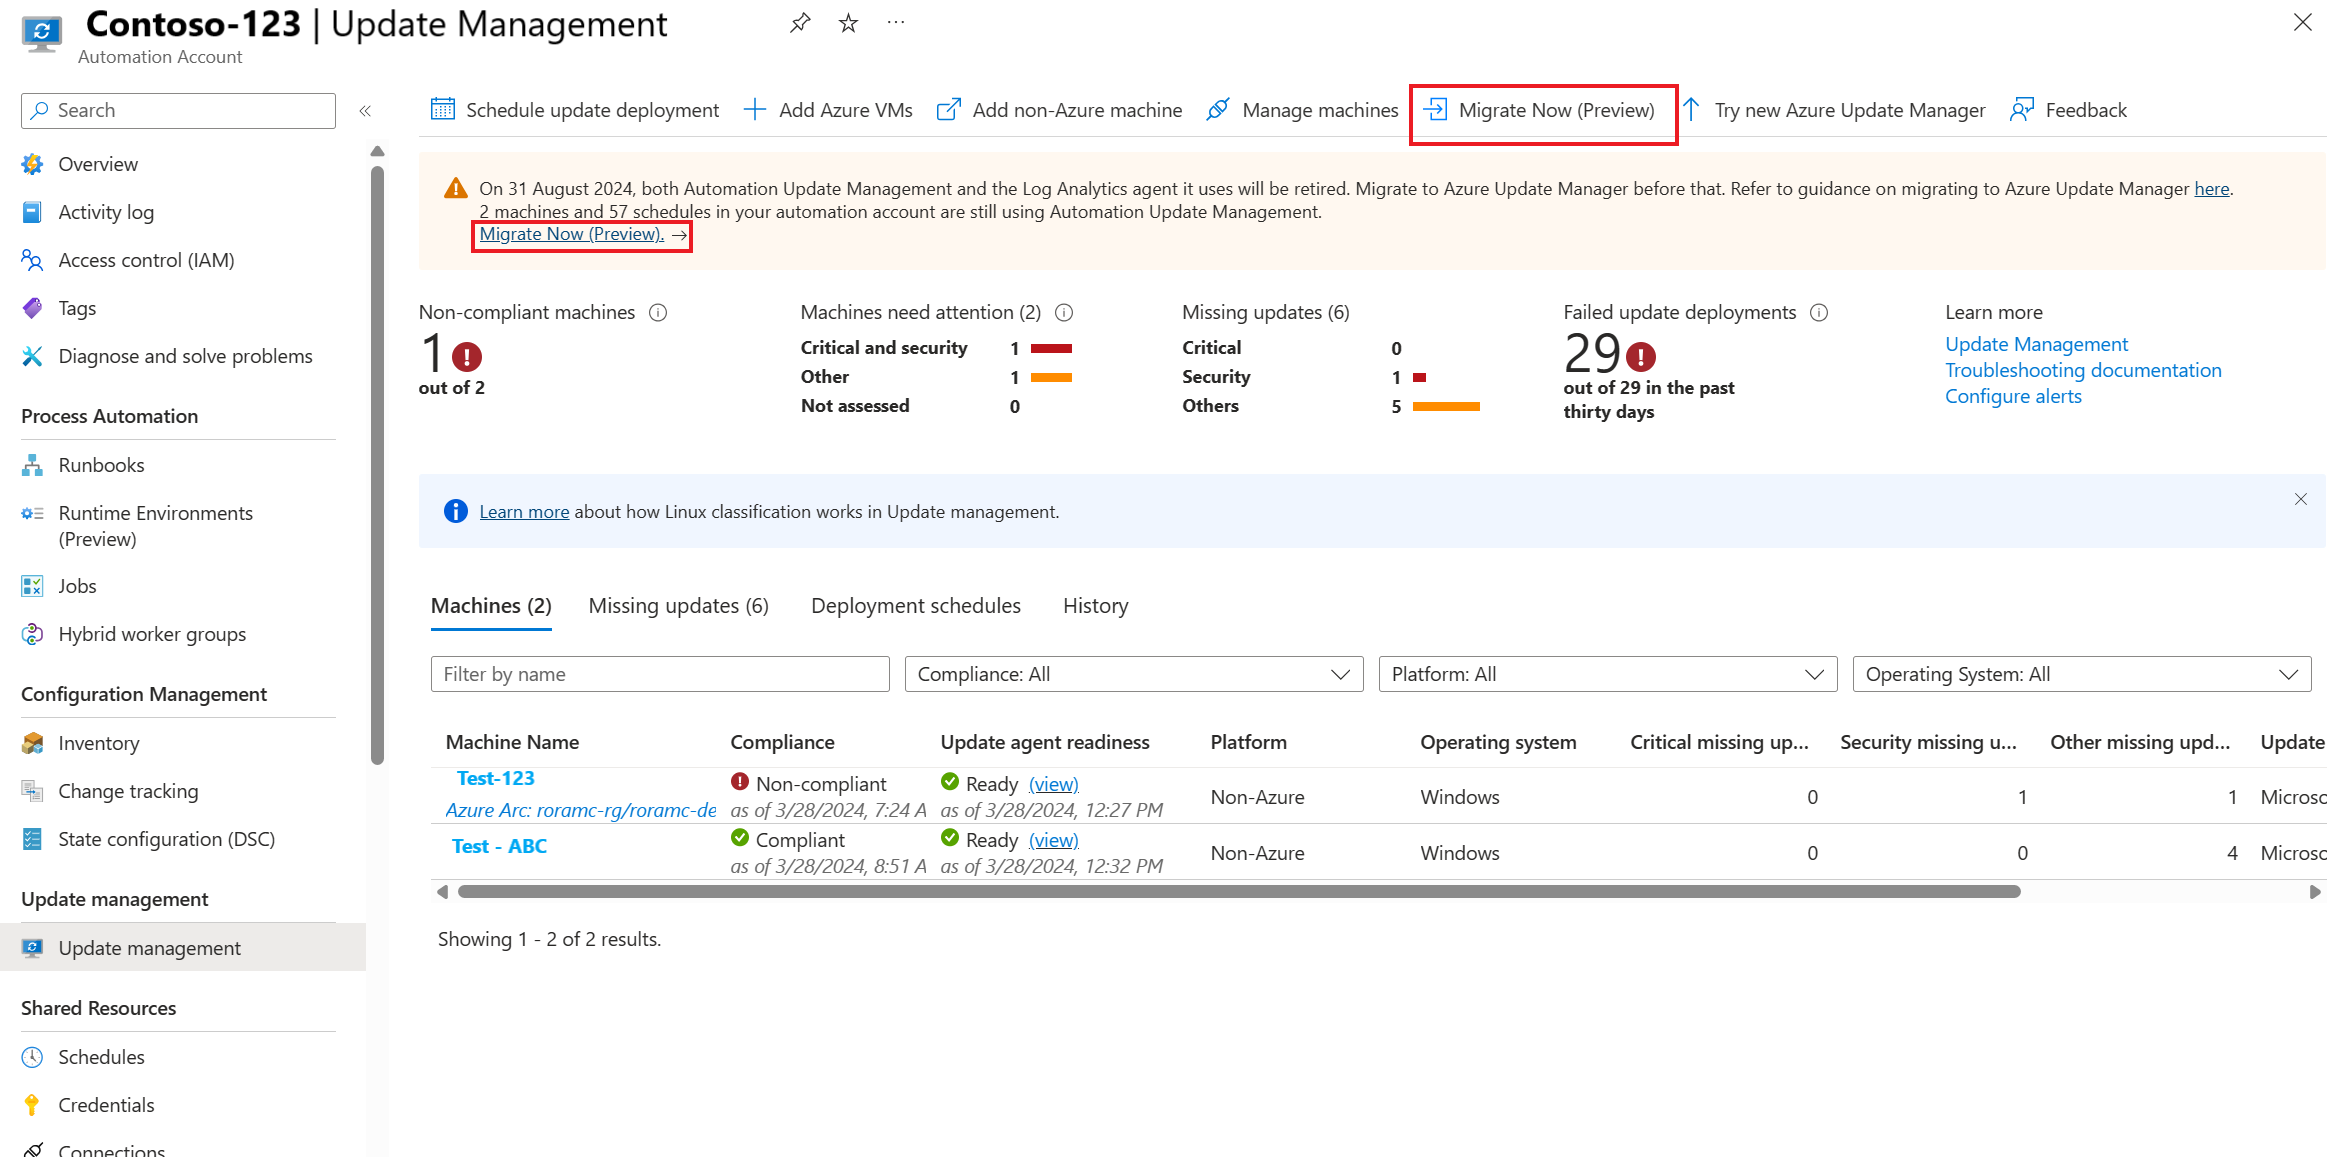 Contoso-123 | Update Management
Automation Account
Search
Overview
Activity log
Access control (IAM)
Tags
Diagnose and solve problems
Process Automation
Runbooks
Runtime Environments
(Preview)
Jobs
Hybrid worker groups
Configuration Management
Inventory
Change tracking
State configuration (DSC)
Update management
Update management
Shared Resources
Schedules
Credentials
Connections
Schedule update deployment
Add Azure VMs
Add non-Azure machine
Manage machines
Migrate Now (Preview)
Try new Azure Update Manager
Feedback
On 31 August 2024, both Automation Update Management and the Log Analytics agent it uses will be retired. Migrate to Azure Update Manager before that. Refer to guidance on migrating to Azure Update Manager here.
2 machines and 57 schedules in your automation account are still using Automation Update Management.
Migrate Now (Preview). →
Non-compliant machines
1
out of 2
Machines need attention (2)
Critical and security 1
Other 1
Not assessed 0
Missing updates (6)
Critical 0
Security 1
Others 5
Failed update deployments
29
out of 29 in the past
thirty days
Learn more
Update Management
Troubleshooting documentation
Configure alerts
Learn more about how Linux classification works in Update management.
Machines (2) Missing updates (6) Deployment schedules History
Filter by name
Compliance: All
Platform: All
Operating System: All
Machine Name Compliance Update agent readiness Platform Operating system Critical missing up... Security missing u... Other missing upd... Update
Test-123 Non-compliant Ready (view) Non-Azure Windows 0 1 1 Microsc
Azure Arc: roramc-rg/roramc-de as of 3/28/2024, 7:24 A as of 3/28/2024, 12:27 PM
Test - ABC Compliant Ready (view) Non-Azure Windows 0 0 4 Microsc
as of 3/28/2024, 8:51 A as of 3/28/2024, 12:32 PM
Showing 1 - 2 of 2 results.